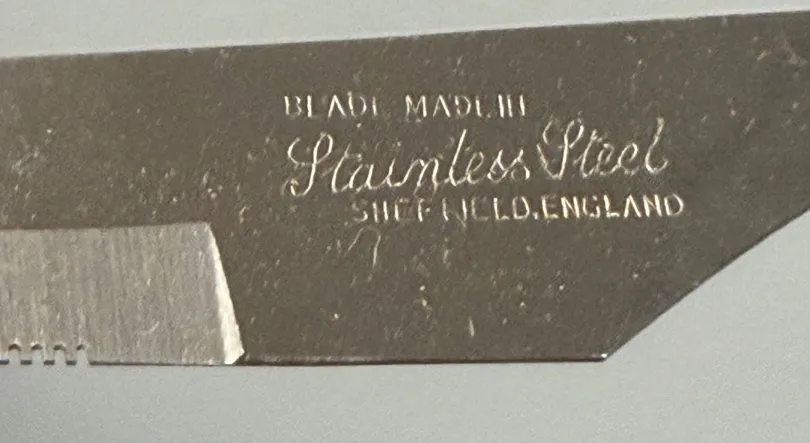 BLADE MADE IN
Stainless Steel
SHEFFIELD, ENGLAND